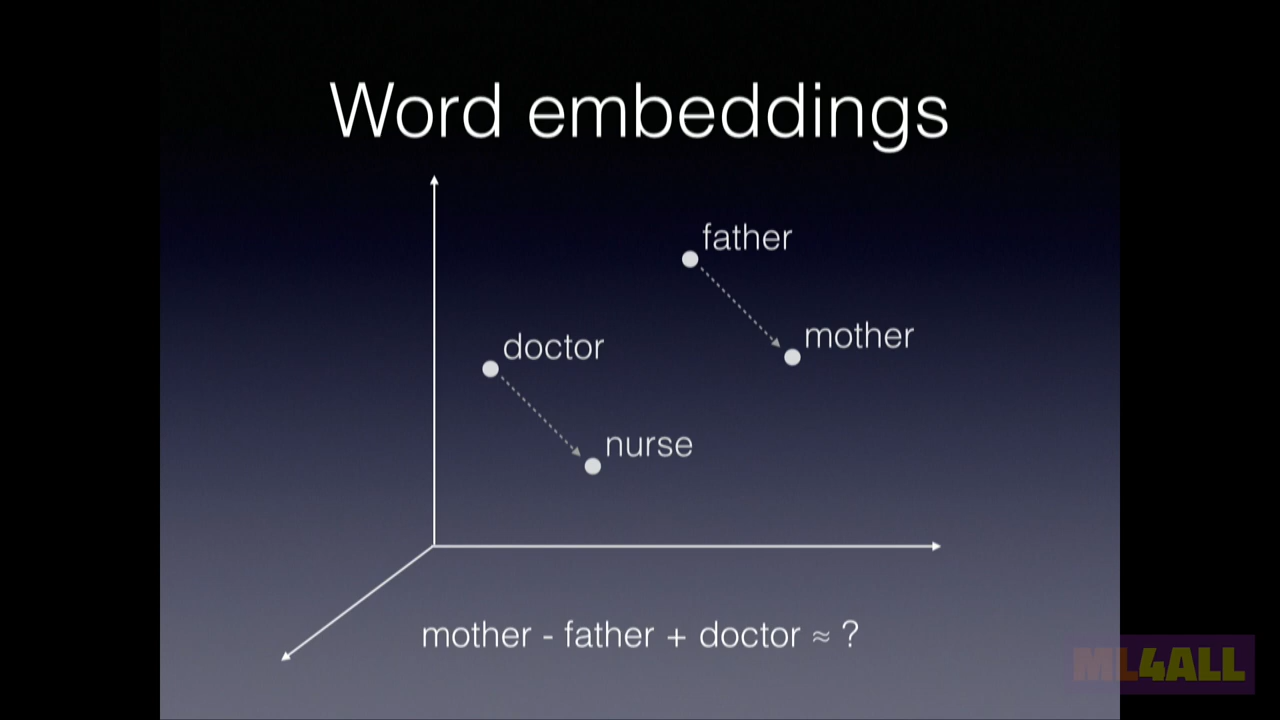 Word embeddings
father
mother
doctor
nurse
mother - father + doctor ≈ ?
ML4ALL